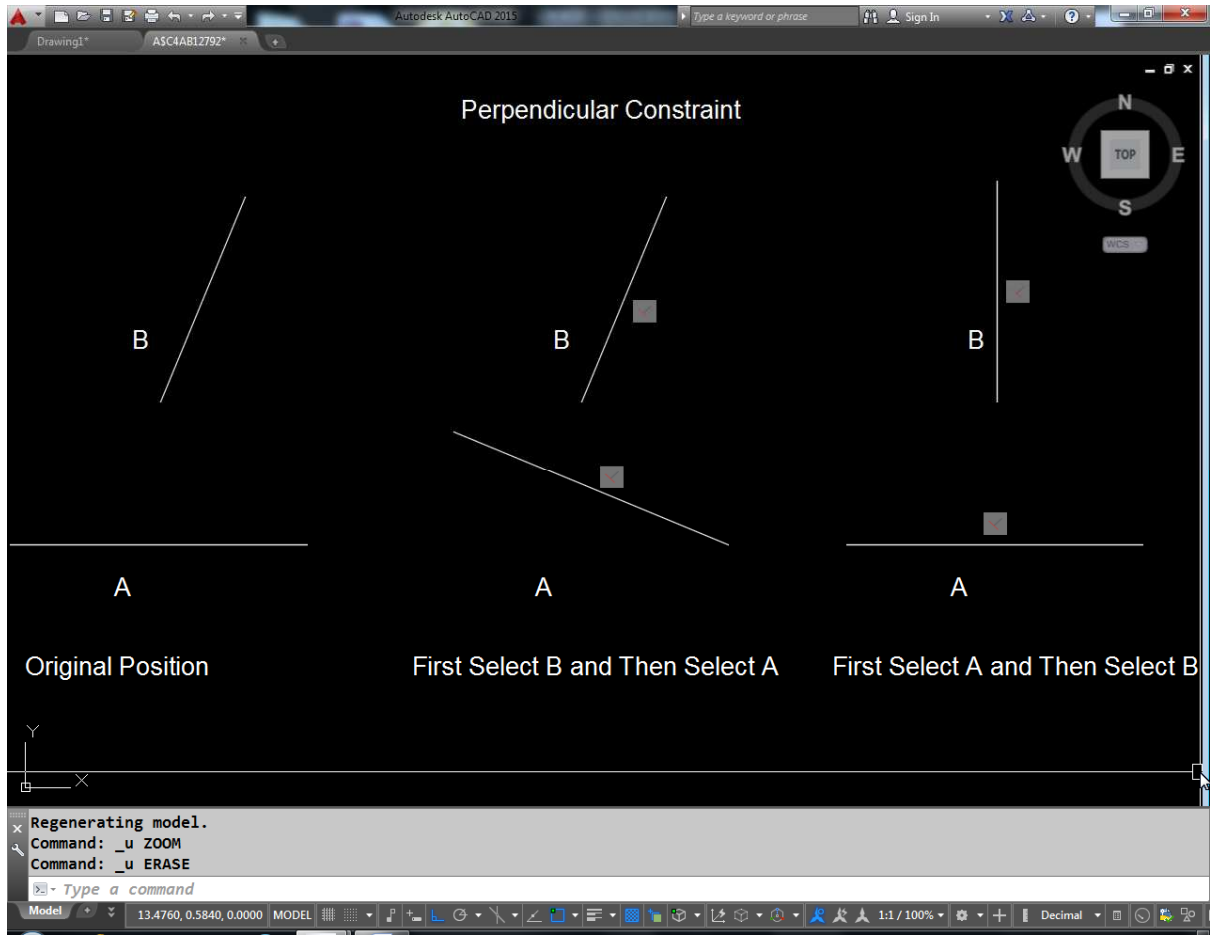 Autodesk AutoCAD 2015 Type a keyword or phrase Sign In
Drawing1* A$C4AB12792*
Perpendicular Constraint
N
W TOP E
S
WCS
B B B
A A A
Original Position First Select B and Then Select A First Select A and Then Select B
Y
X
Regenerating model.
Command: _u ZOOM
Command: _u ERASE
Type a command
Model 13.4760, 0.5840, 0.0000 MODEL 1:1 / 100% Decimal